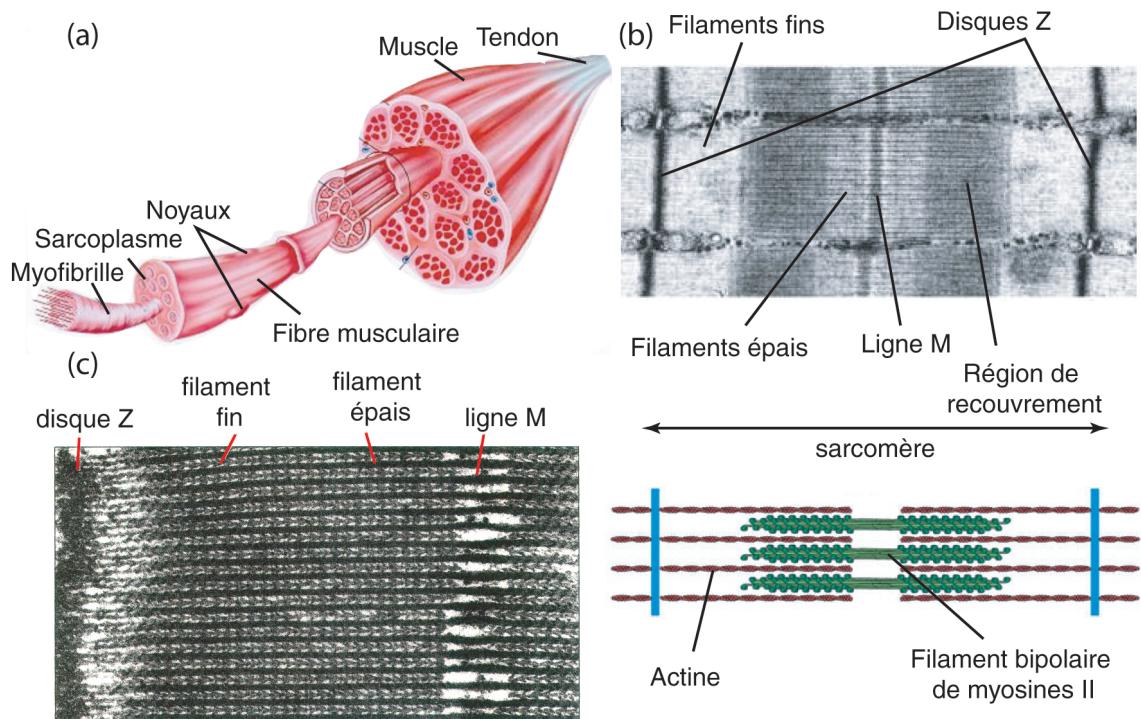 (a)
Muscle
Tendon
Noyaux
Sarcoplasme
Myofibrille
Fibre musculaire
(b)
Filaments fins
Disques Z
Filaments épais
Ligne M
Région de
recouvrement
sarcomère
Actine
Filament bipolaire
de myosines II
(c)
disque Z
filament
fin
filament
épais
ligne M